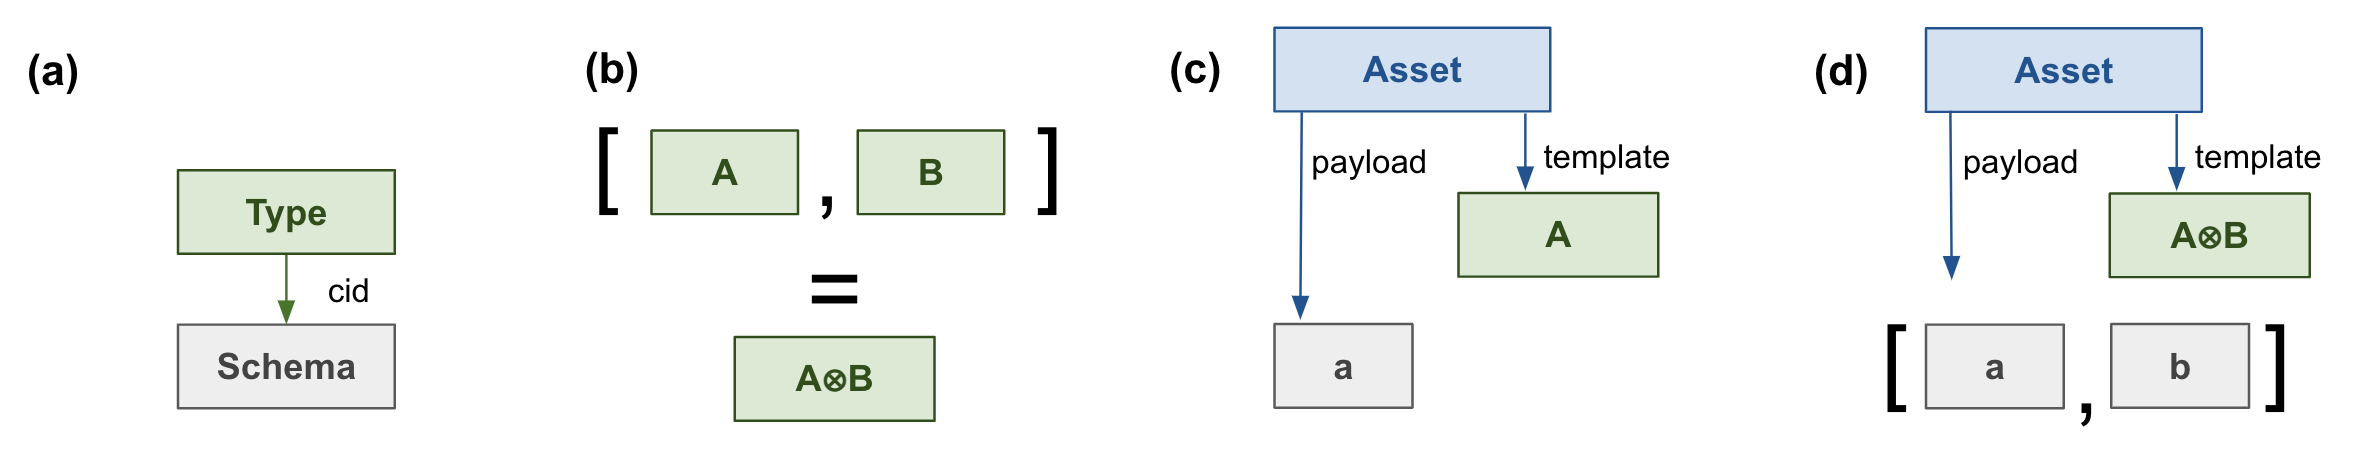 (a)
Type
cid
Schema
(b)
[ A , B ]
=
A⊗B
(c)
Asset
payload
template
A
a
(d)
Asset
payload
template
A⊗B
[ a , b ]